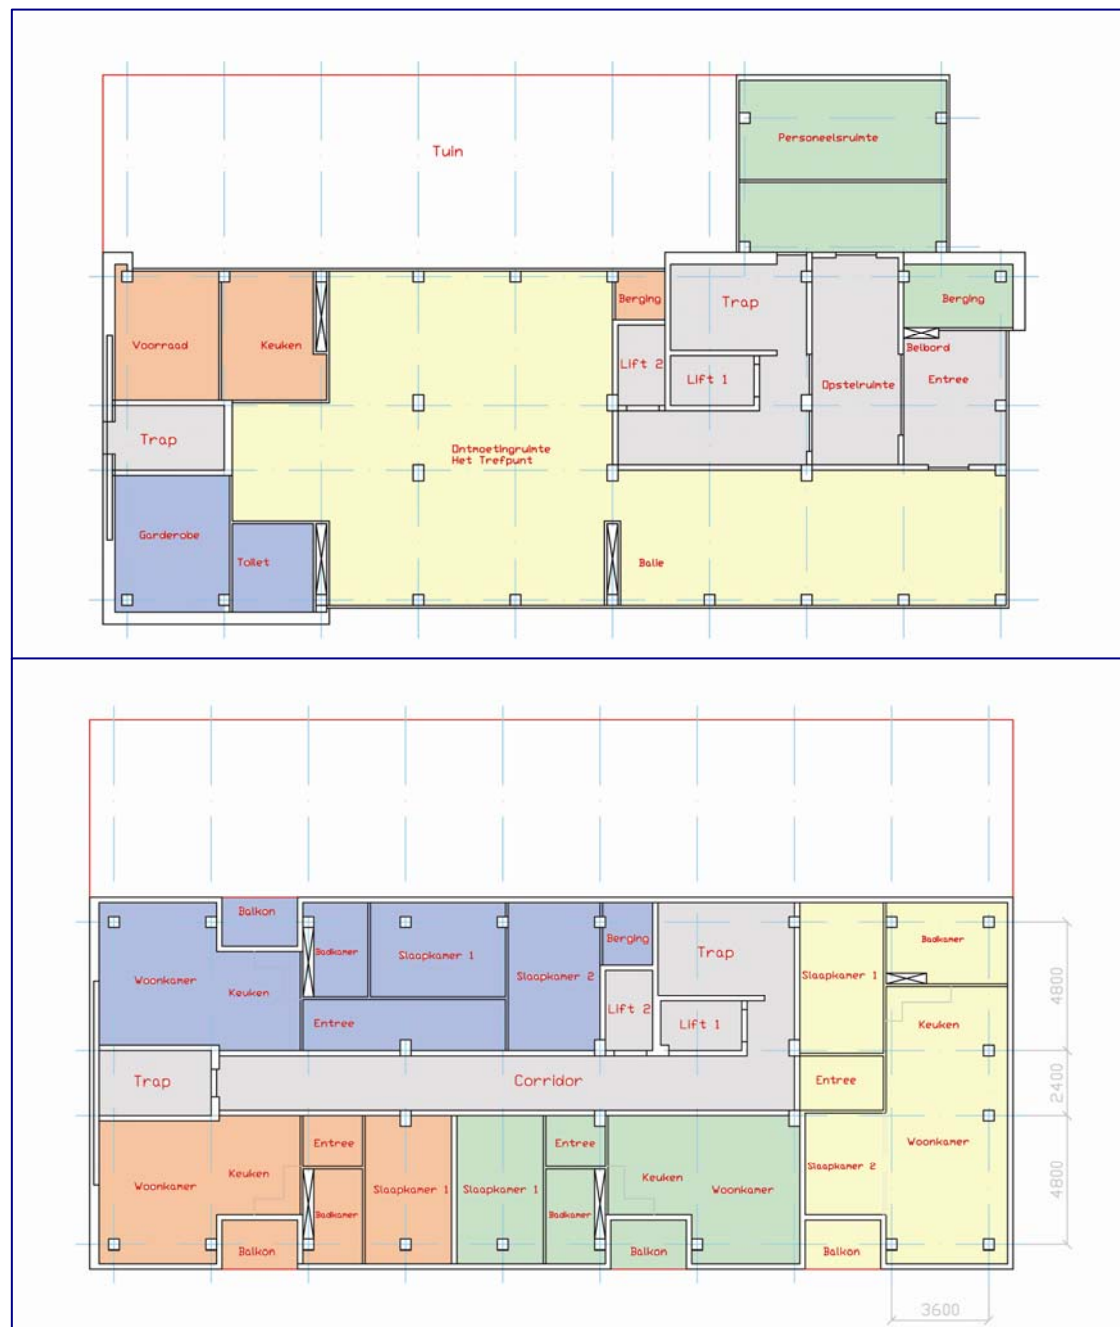 Personeelsruimte
Tuin
Berging
Trap
Berging
Voorraad
Keuken
Belbord
Lift 2
Lift 1
Opstelruimte
Entree
Trap
Ontmoetingruimte
Het Trefpunt
Garderobe
Toilet
Balie
Balkon
Berging
Badkamer
Slaapkamer 1
Slaapkamer 2
Trap
Slaapkamer 1
Badkamer
Woonkamer
Keuken
Entree
Lift 2
Lift 1
Keuken
4800
Trap
Corridor
Entree
2400
Entree
Entree
Woonkamer
Keuken
Woonkamer
Slaapkamer 1
Slaapkamer 1
Keuken
Woonkamer
Slaapkamer 2
4800
Badkamer
Badkamer
Balkon
Balkon
Balkon
3600